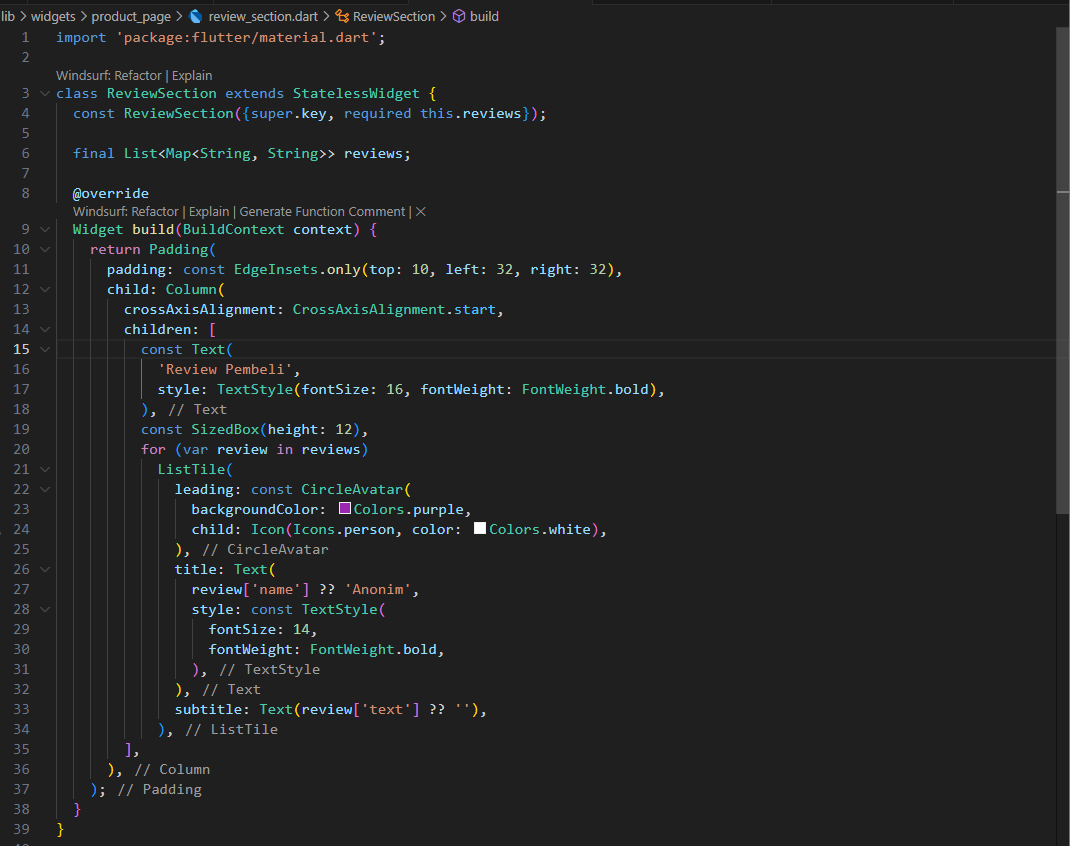 lib > widgets > product_page > review_section.dart > ReviewSection > build
1 import 'package:flutter/material.dart';
2
Windsurf: Refactor | Explain
3 class ReviewSection extends StatelessWidget {
4   const ReviewSection({super.key, required this.reviews});
5
6   final List<Map<String, String>> reviews;
7
8   @override
Windsurf: Refactor | Explain | Generate Function Comment | ×
9   Widget build(BuildContext context) {
10     return Padding(
11       padding: const EdgeInsets.only(top: 10, left: 32, right: 32),
12       child: Column(
13         crossAxisAlignment: CrossAxisAlignment.start,
14         children: [
15           const Text(
16             'Review Pembeli',
17             style: TextStyle(fontSize: 16, fontWeight: FontWeight.bold),
18           ), // Text
19           const SizedBox(height: 12),
20           for (var review in reviews)
21             ListTile(
22               leading: const CircleAvatar(
23                 backgroundColor: Colors.purple,
24                 child: Icon(Icons.person, color: Colors.white),
25               ), // CircleAvatar
26               title: Text(
27                 review['name'] ?? 'Anonim',
28                 style: const TextStyle(
29                   fontSize: 14,
30                   fontWeight: FontWeight.bold,
31                 ), // TextStyle
32               ), // Text
33               subtitle: Text(review['text'] ?? ''),
34             ), // ListTile
35         ],
36       ), // Column
37     ); // Padding
38   }
39 }